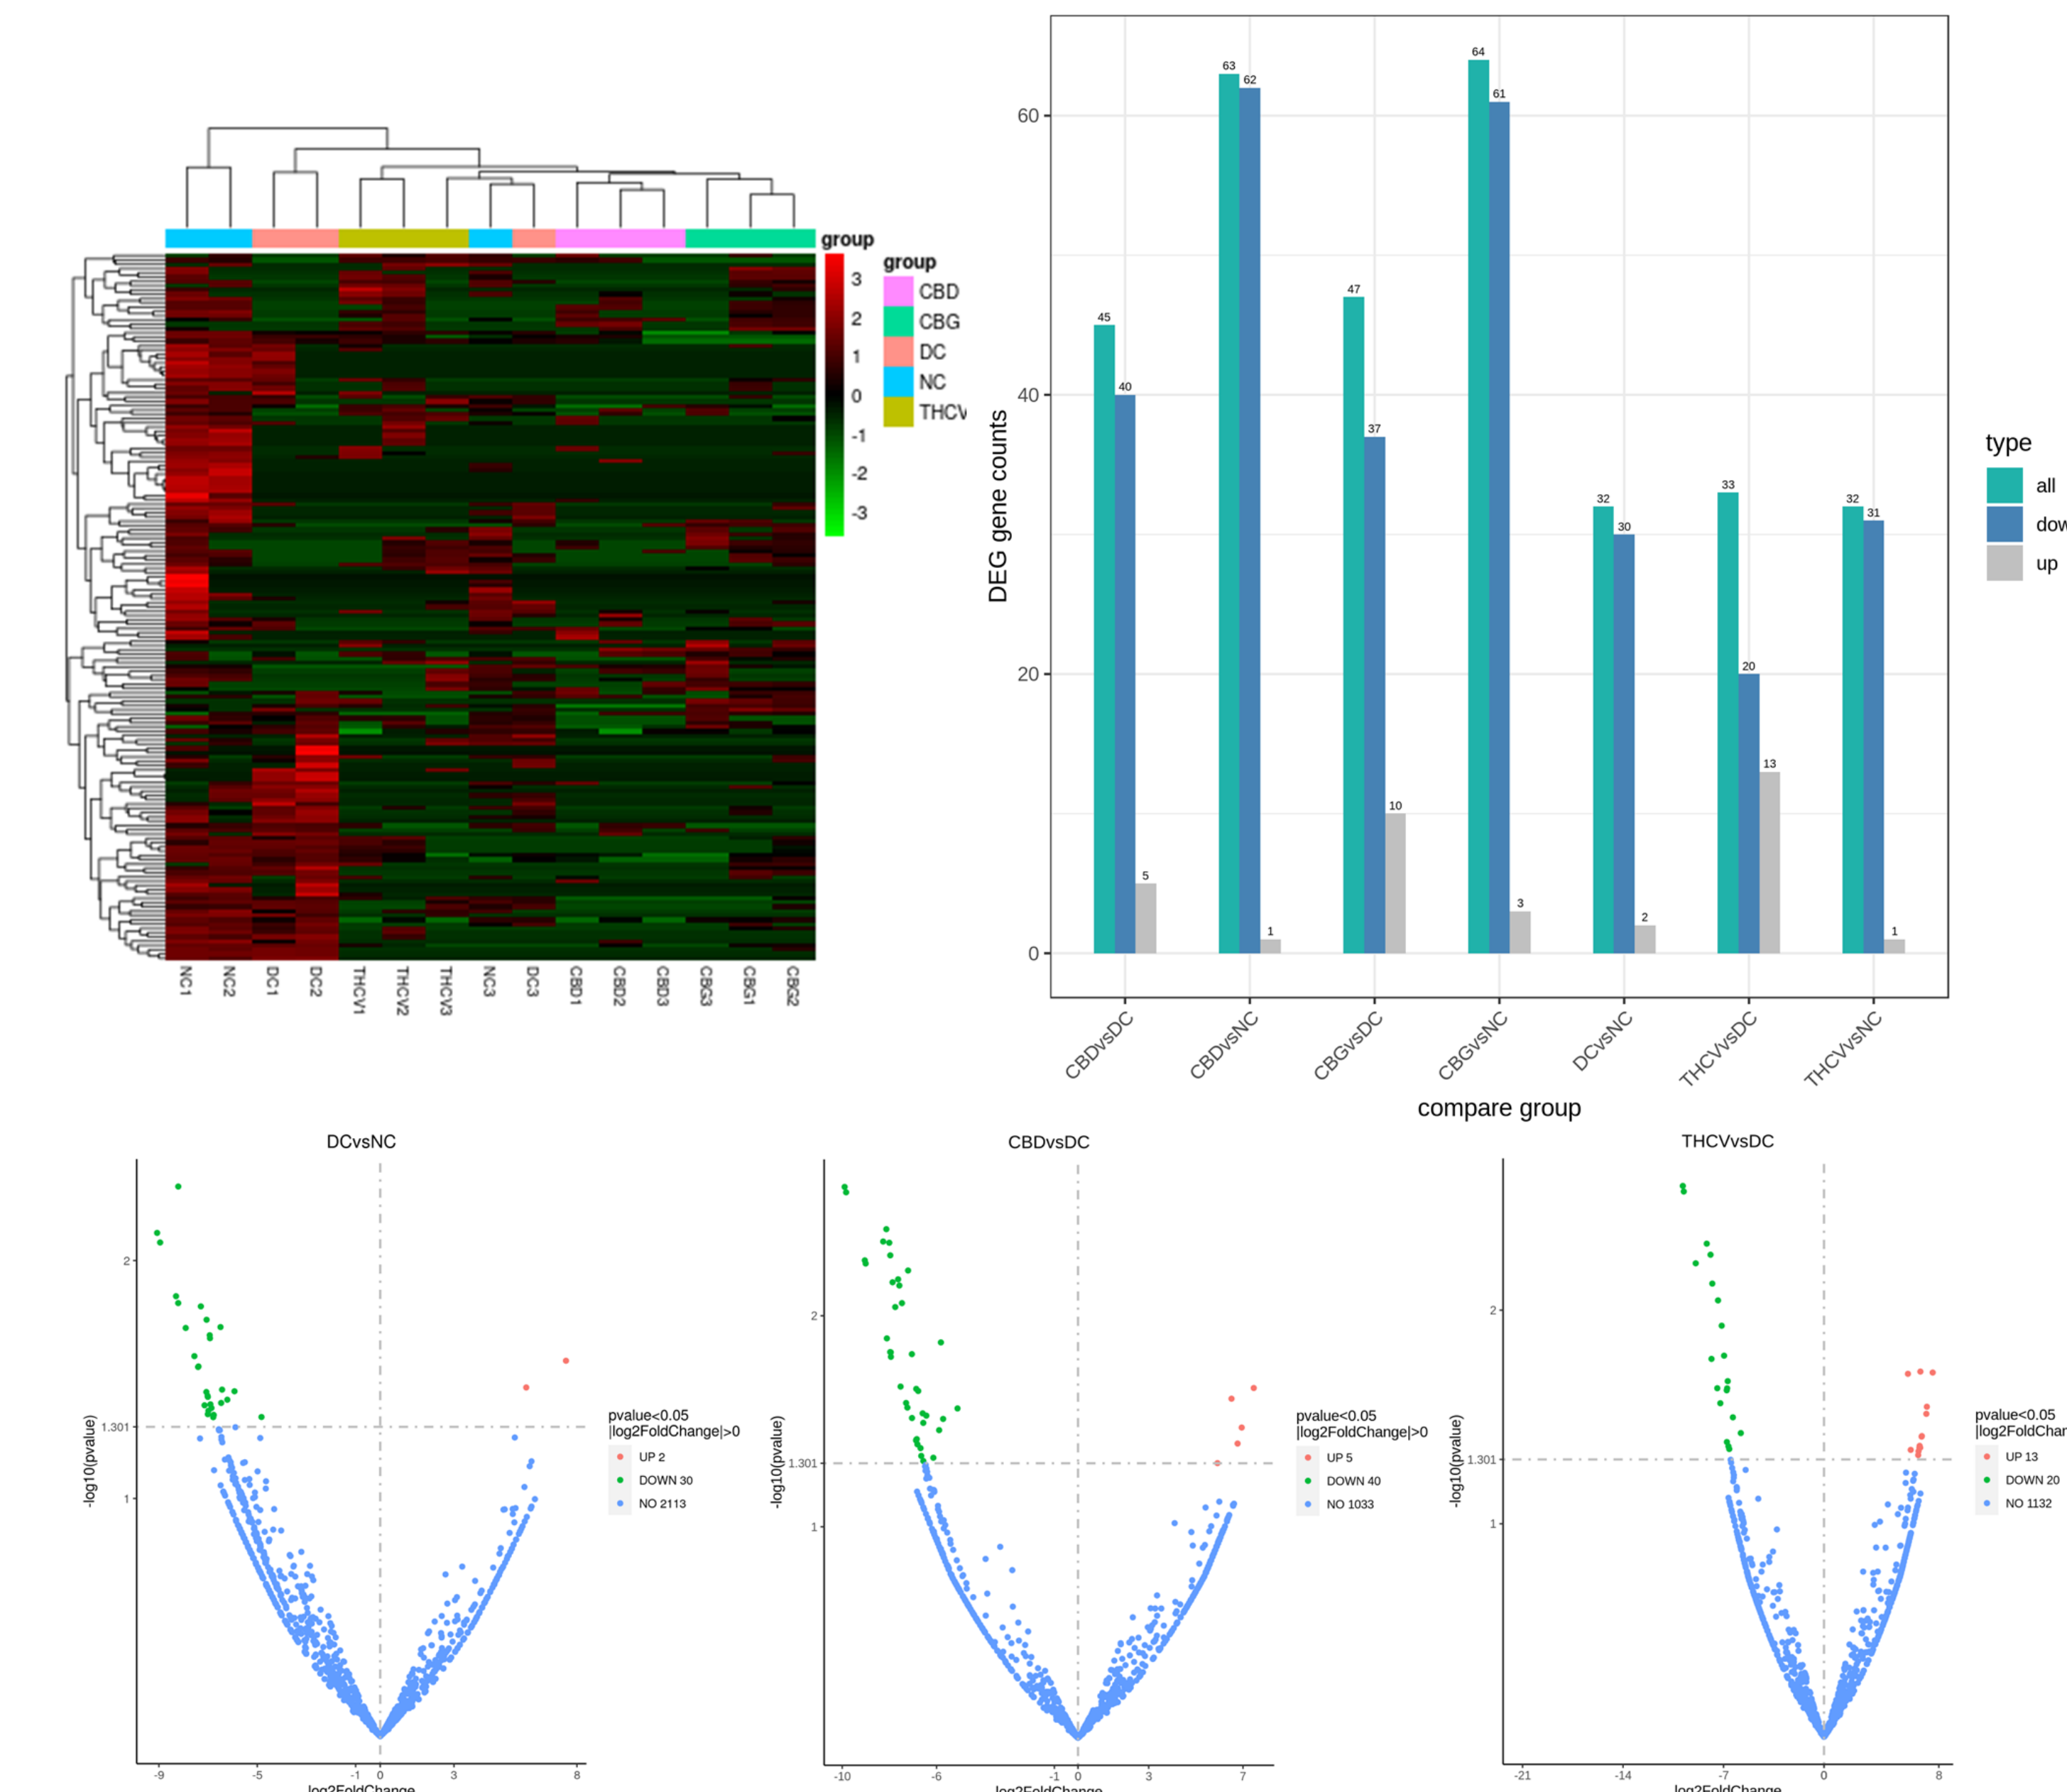 group
3
2
1
0
-1
-2
-3
group
CBD
CBG
DC
NC
THCV
NC1
NC2
DC1
DC2
THCV1
THCV2
THCV3
NC3
DC3
CBD1
CBD2
CBD3
CBG3
CBG1
CBG2
DEG gene counts
60
40
20
0
45
40
5
63
62
1
47
37
10
64
61
3
32
30
2
33
20
13
32
31
1
CBDvsDC
CBDvsNC
CBGvsDC
CBGvsNC
DCvsNC
THCVvsDC
THCVvsNC
compare group
type
all
dow
up
DCvsNC
-log10(pvalue)
2
1.301
1
-9
-5
-1
0
3
8
log2FoldChange
pvalue<0.05
|log2FoldChange|>0
UP 2
DOWN 30
NO 2113
CBDvsDC
-log10(pvalue)
2
1.301
1
-10
-6
-1
0
3
7
log2FoldChange
pvalue<0.05
|log2FoldChange|>0
UP 5
DOWN 40
NO 1033
THCVvsDC
-log10(pvalue)
2
1.301
1
-21
-14
-7
0
8
log2FoldChange
pvalue<0.05
|log2FoldChar
UP 13
DOWN 20
NO 1132